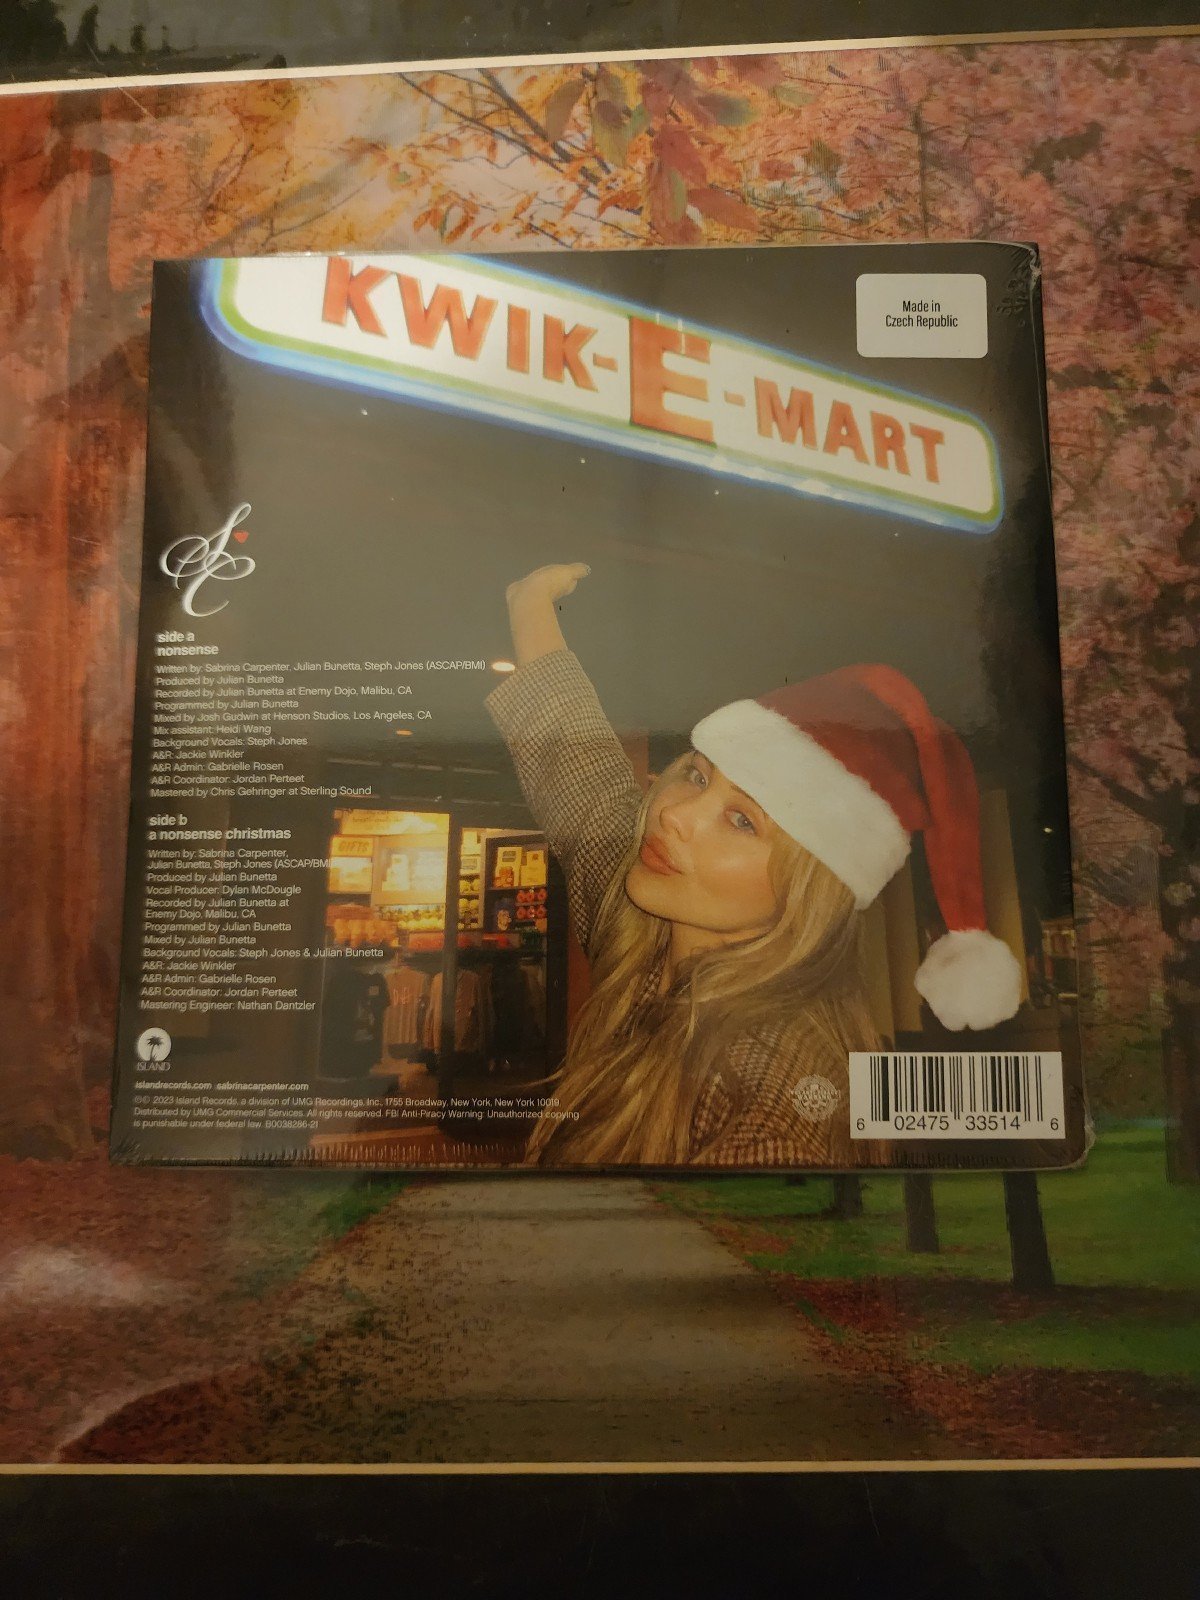 KWIK-E-MART
Made in
Czech Republic
SC
side a
nonsense
Written by: Sabrina Carpenter, Julian Bunetta, Steph Jones (ASCAP/BMI)
Produced by Julian Bunetta
Recorded by Julian Bunetta at Enemy Dojo, Malibu, CA
Programmed by Julian Bunetta
Mixed by Josh Gudwin at Henson Studios, Los Angeles, CA
Mix assistant: Heidi Wang
Background Vocals: Steph Jones
A&R: Jackie Winkler
A&R Admin: Gabrielle Rosen
A&R Coordinator: Jordan Perteet
Mastered by Chris Gehringer at Sterling Sound
side b
a nonsense christmas
Written by: Sabrina Carpenter,
Julian Bunetta, Steph Jones (ASCAP/BMI
Produced by Julian Bunetta
Vocal Producer: Dylan McDougle
Recorded by Julian Bunetta at
Enemy Dojo, Malibu, CA
Programmed by Julian Bunetta
Mixed by Julian Bunetta
Background Vocals: Steph Jones & Julian Bunetta
A&R: Jackie Winkler
A&R Admin: Gabrielle Rosen
A&R Coordinator: Jordan Perteet
Mastering Engineer: Nathan Dantzler
GIFTS
ISLAND
islandrecords.com sabrinacarpenter.com
℗© 2023 Island Records, a division of UMG Recordings, Inc., 1755 Broadway, New York, New York 10019.
Distributed by UMG Commercial Services. All rights reserved. FBI Anti-Piracy Warning: Unauthorized copying
is punishable under federal law. B0038286-21
6 02475 33514 6